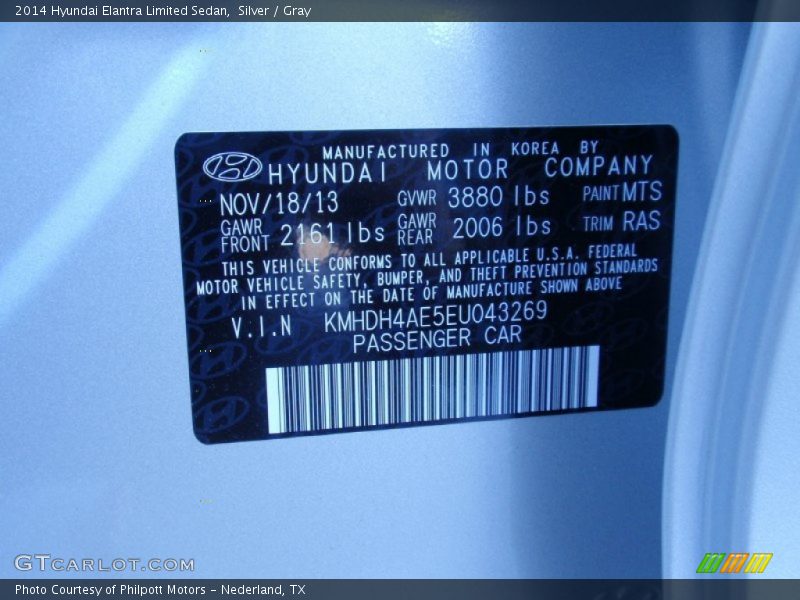 2014 Hyundai Elantra Limited Sedan,  Silver / Gray
MANUFACTURED IN KOREA BY
HYUNDAI MOTOR COMPANY
NOV/18/13 GVWR 3880 lbs PAINT MTS
GAWR FRONT 2161 lbs GAWR REAR 2006 lbs TRIM RAS
THIS VEHICLE CONFORMS TO ALL APPLICABLE U.S.A. FEDERAL
MOTOR VEHICLE SAFETY, BUMPER, AND THEFT PREVENTION STANDARDS
IN EFFECT ON THE DATE OF MANUFACTURE SHOWN ABOVE
V.I.N KMHDH4AE5EU043269
PASSENGER CAR
GTCARLOT.COM
Photo Courtesy of Philpott Motors - Nederland, TX